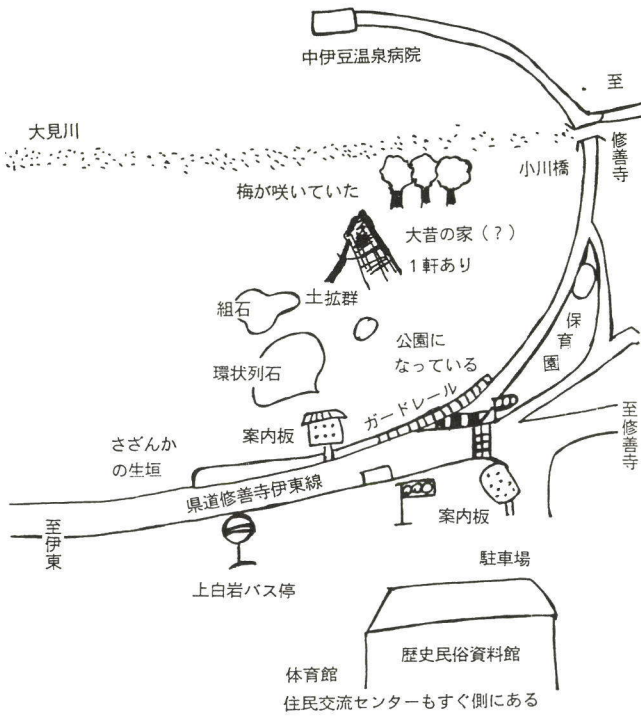 中伊豆温泉病院
至
修善寺
大見川
小川橋
梅が咲いていた
大昔の家（？）
1軒あり
土拡群
組石
保育園
公園に
なっている
環状列石
ガードレール
至修善寺
案内板
さざんか
の生垣
県道修善寺伊東線
案内板
至伊東
上白岩バス停
駐車場
歴史民俗資料館
体育館
住民交流センターもすぐ側にある